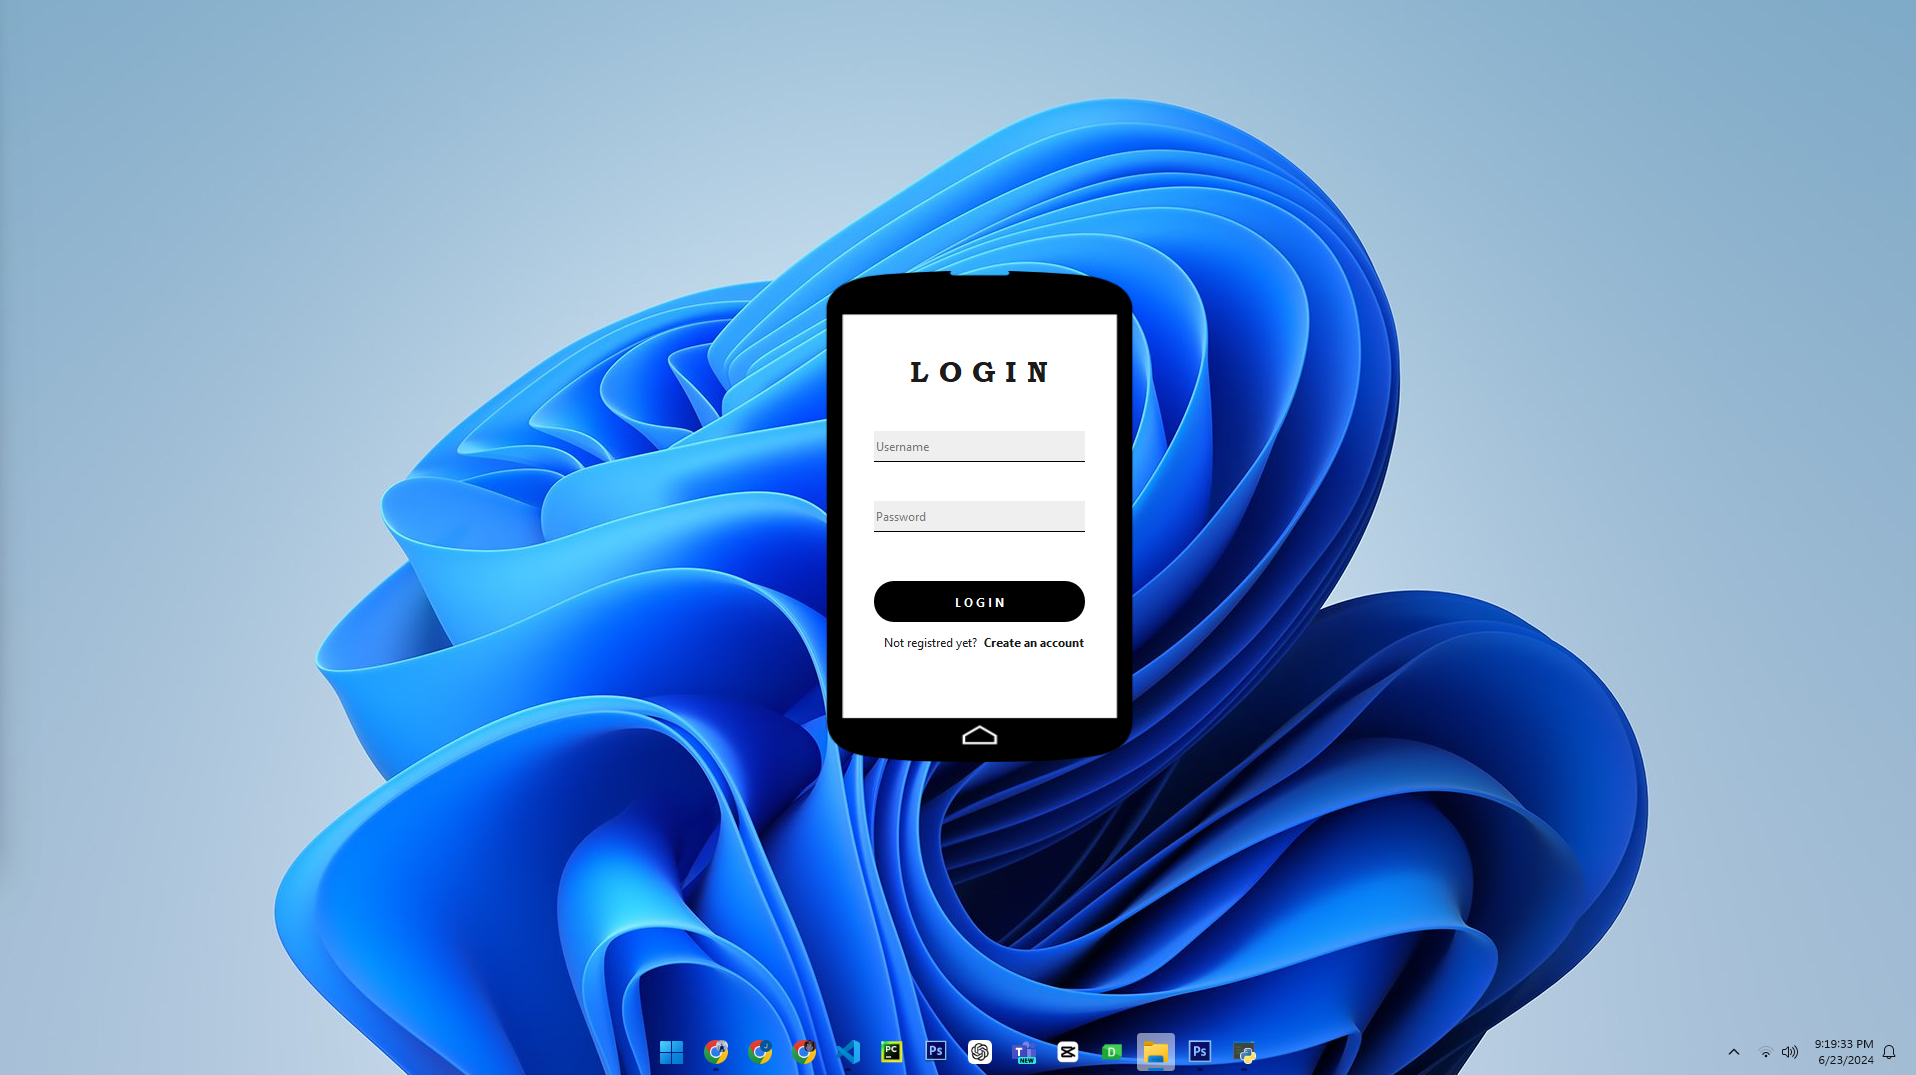 LOGIN
Username
Password
LOGIN
Not registred yet? Create an account
PC
Ps
T
NEW
D
Ps
9:19:33 PM
6/23/2024